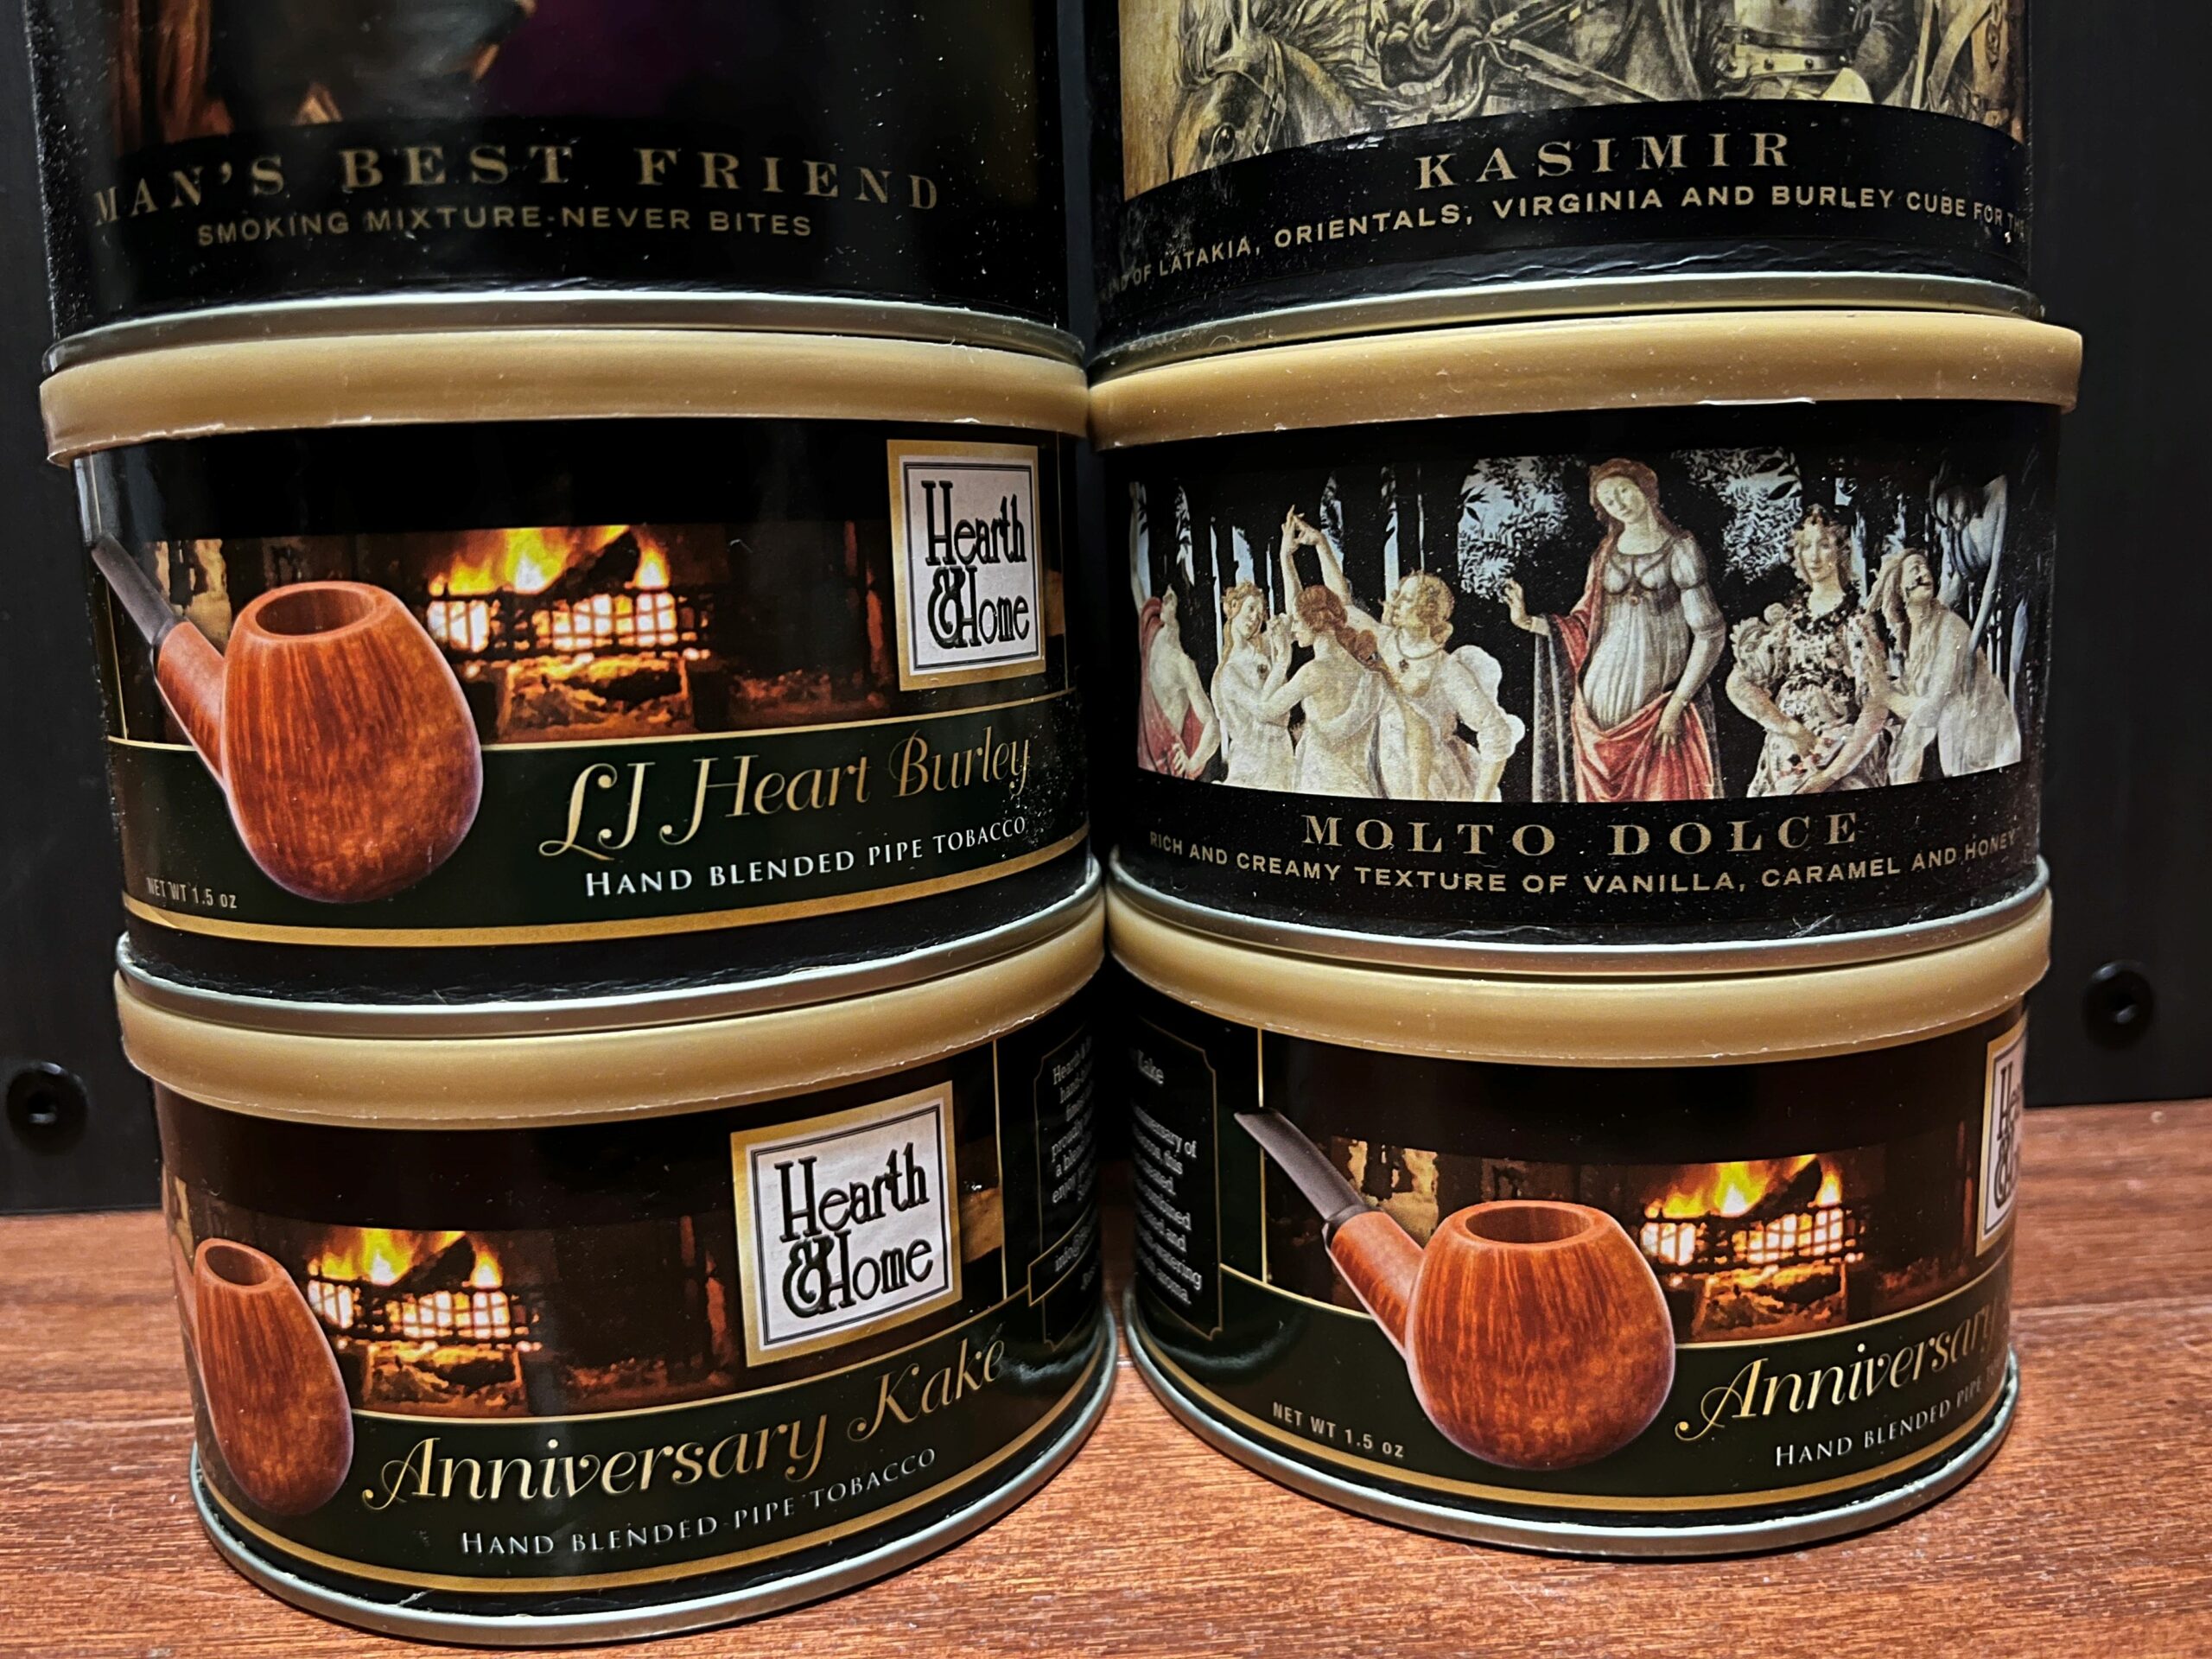 MAN'S BEST FRIEND
SMOKING MIXTURE-NEVER BITES
KASIMIR
OF LATAKIA, ORIENTALS, VIRGINIA AND BURLEY CUBE FOR
Hearth
& Home
LJ Heart Burley
HAND BLENDED PIPE TOBACCO
NET WT 1.5 oz
MOLTO DOLCE
RICH AND CREAMY TEXTURE OF VANILLA, CARAMEL AND HONEY
Hearth
& Home
Anniversary Kake
HAND BLENDED PIPE TOBACCO
Kake
NET WT 1.5 oz
Anniversary
HAND BLENDED